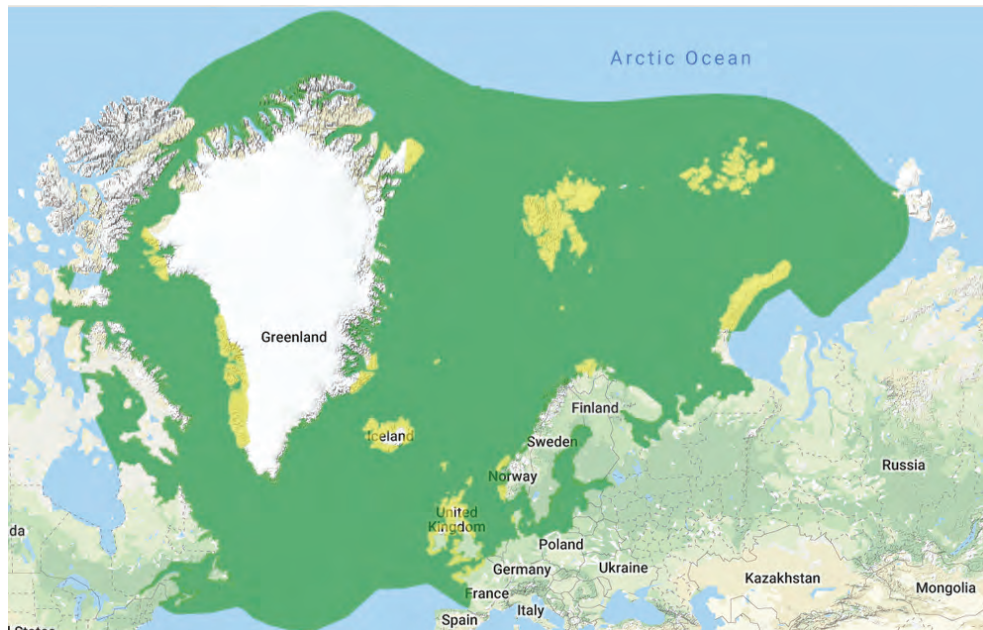 Arctic Ocean
Greenland
Iceland
Finland
Sweden
Norway
Russia
United
Kingdom
da
Poland
Germany
Ukraine
Kazakhstan
Mongolia
France
Italy
Spain